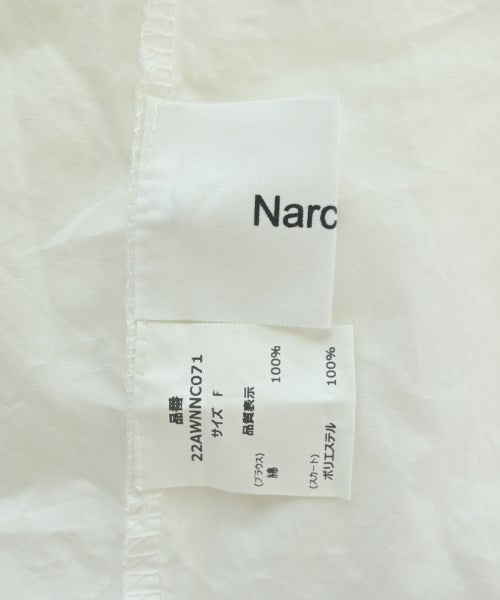 Narc
品番
22AWNNC071
サイズ F
品質表示
(ブラウス)
綿 100%
(スカート)
ポリエステル 100%